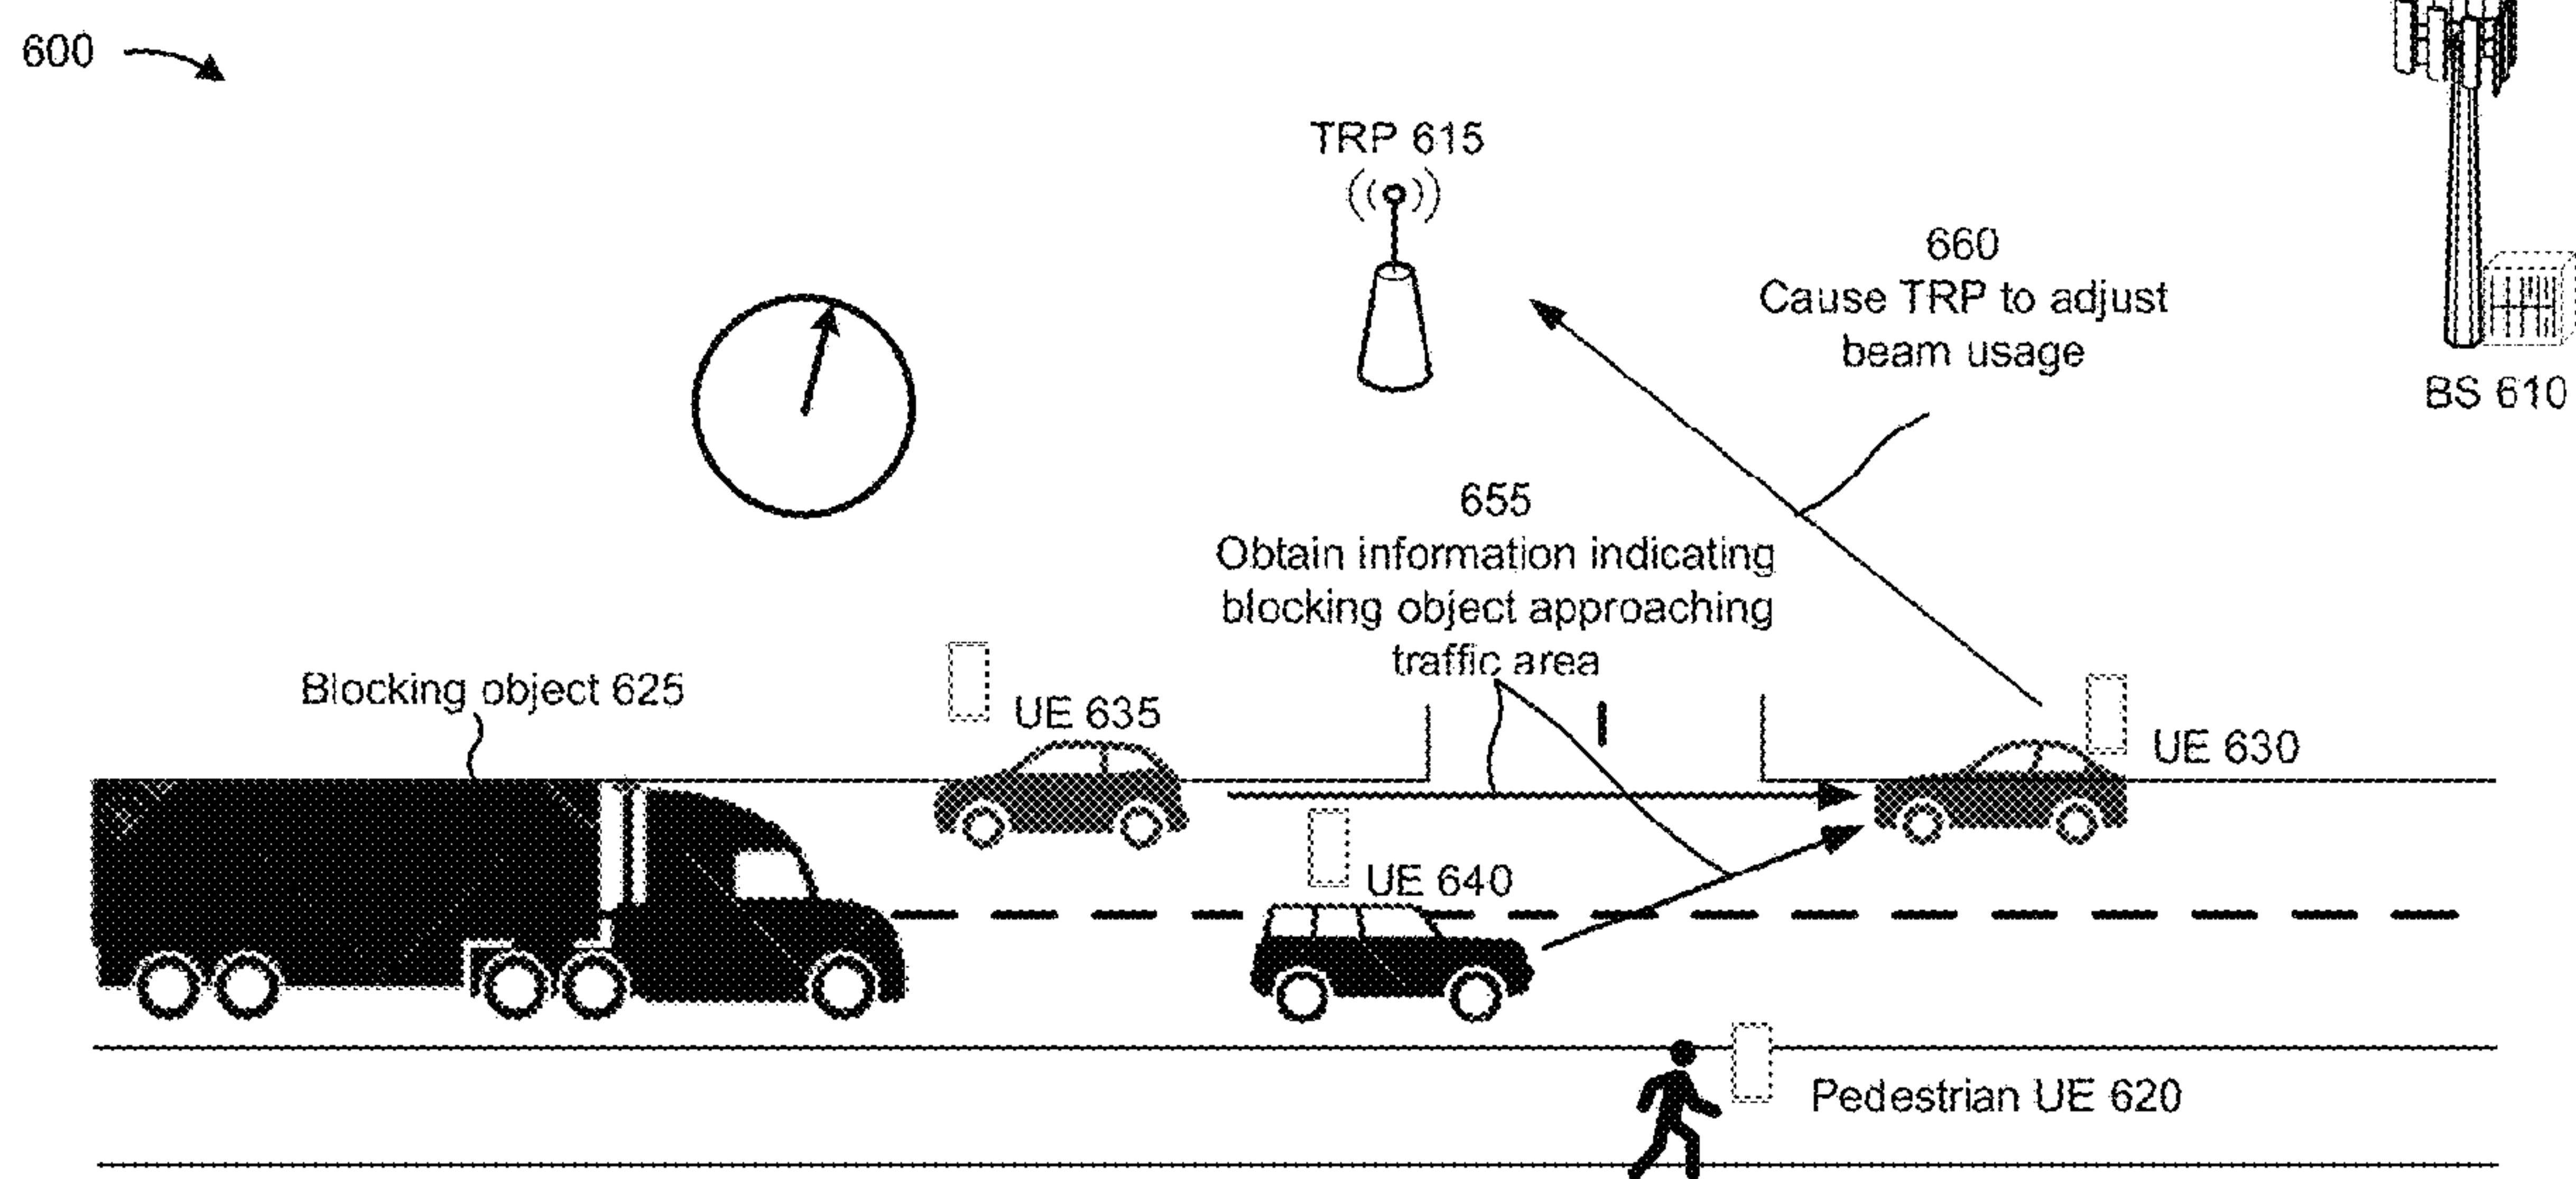 600
TRP 615
660
Cause TRP to adjust
beam usage
BS 610
655
Obtain information indicating
blocking object approaching
traffic area
Blocking object 625
UE 635
UE 630
UE 640
Pedestrian UE 620